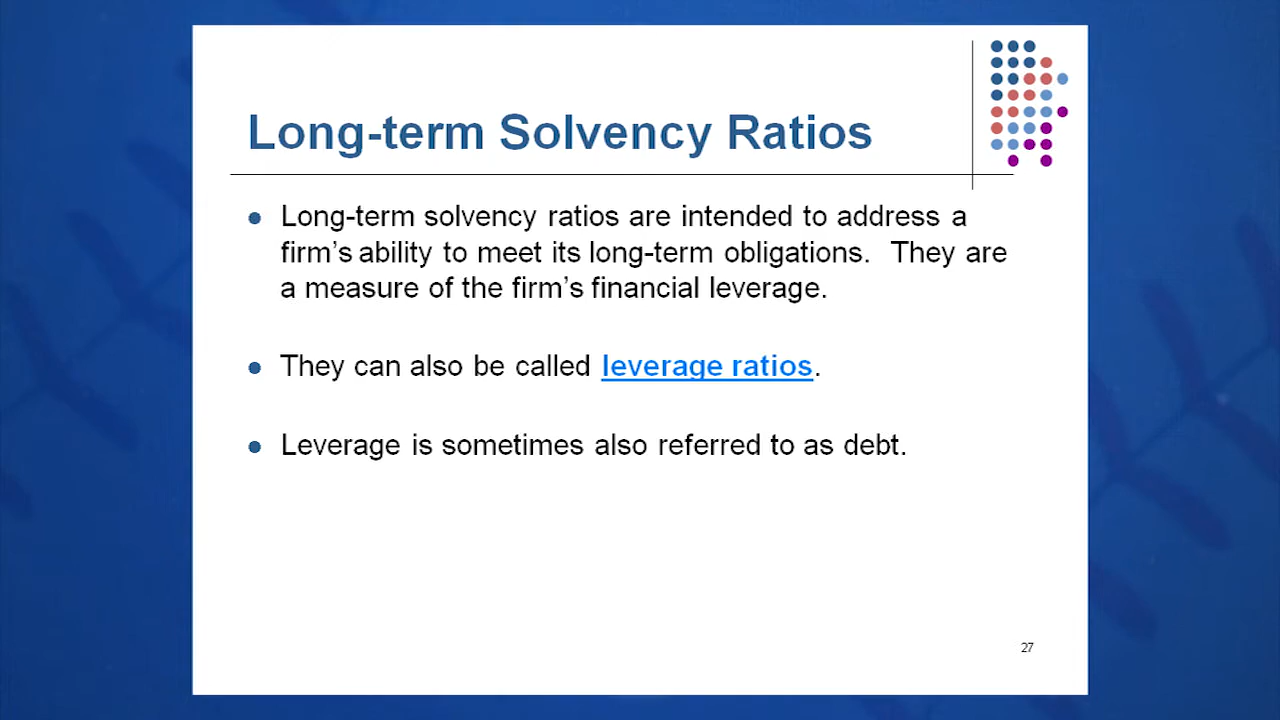 Long-term Solvency Ratios
Long-term solvency ratios are intended to address a
firm’s ability to meet its long-term obligations. They are
a measure of the firm’s financial leverage.
They can also be called leverage ratios.
Leverage is sometimes also referred to as debt.
27